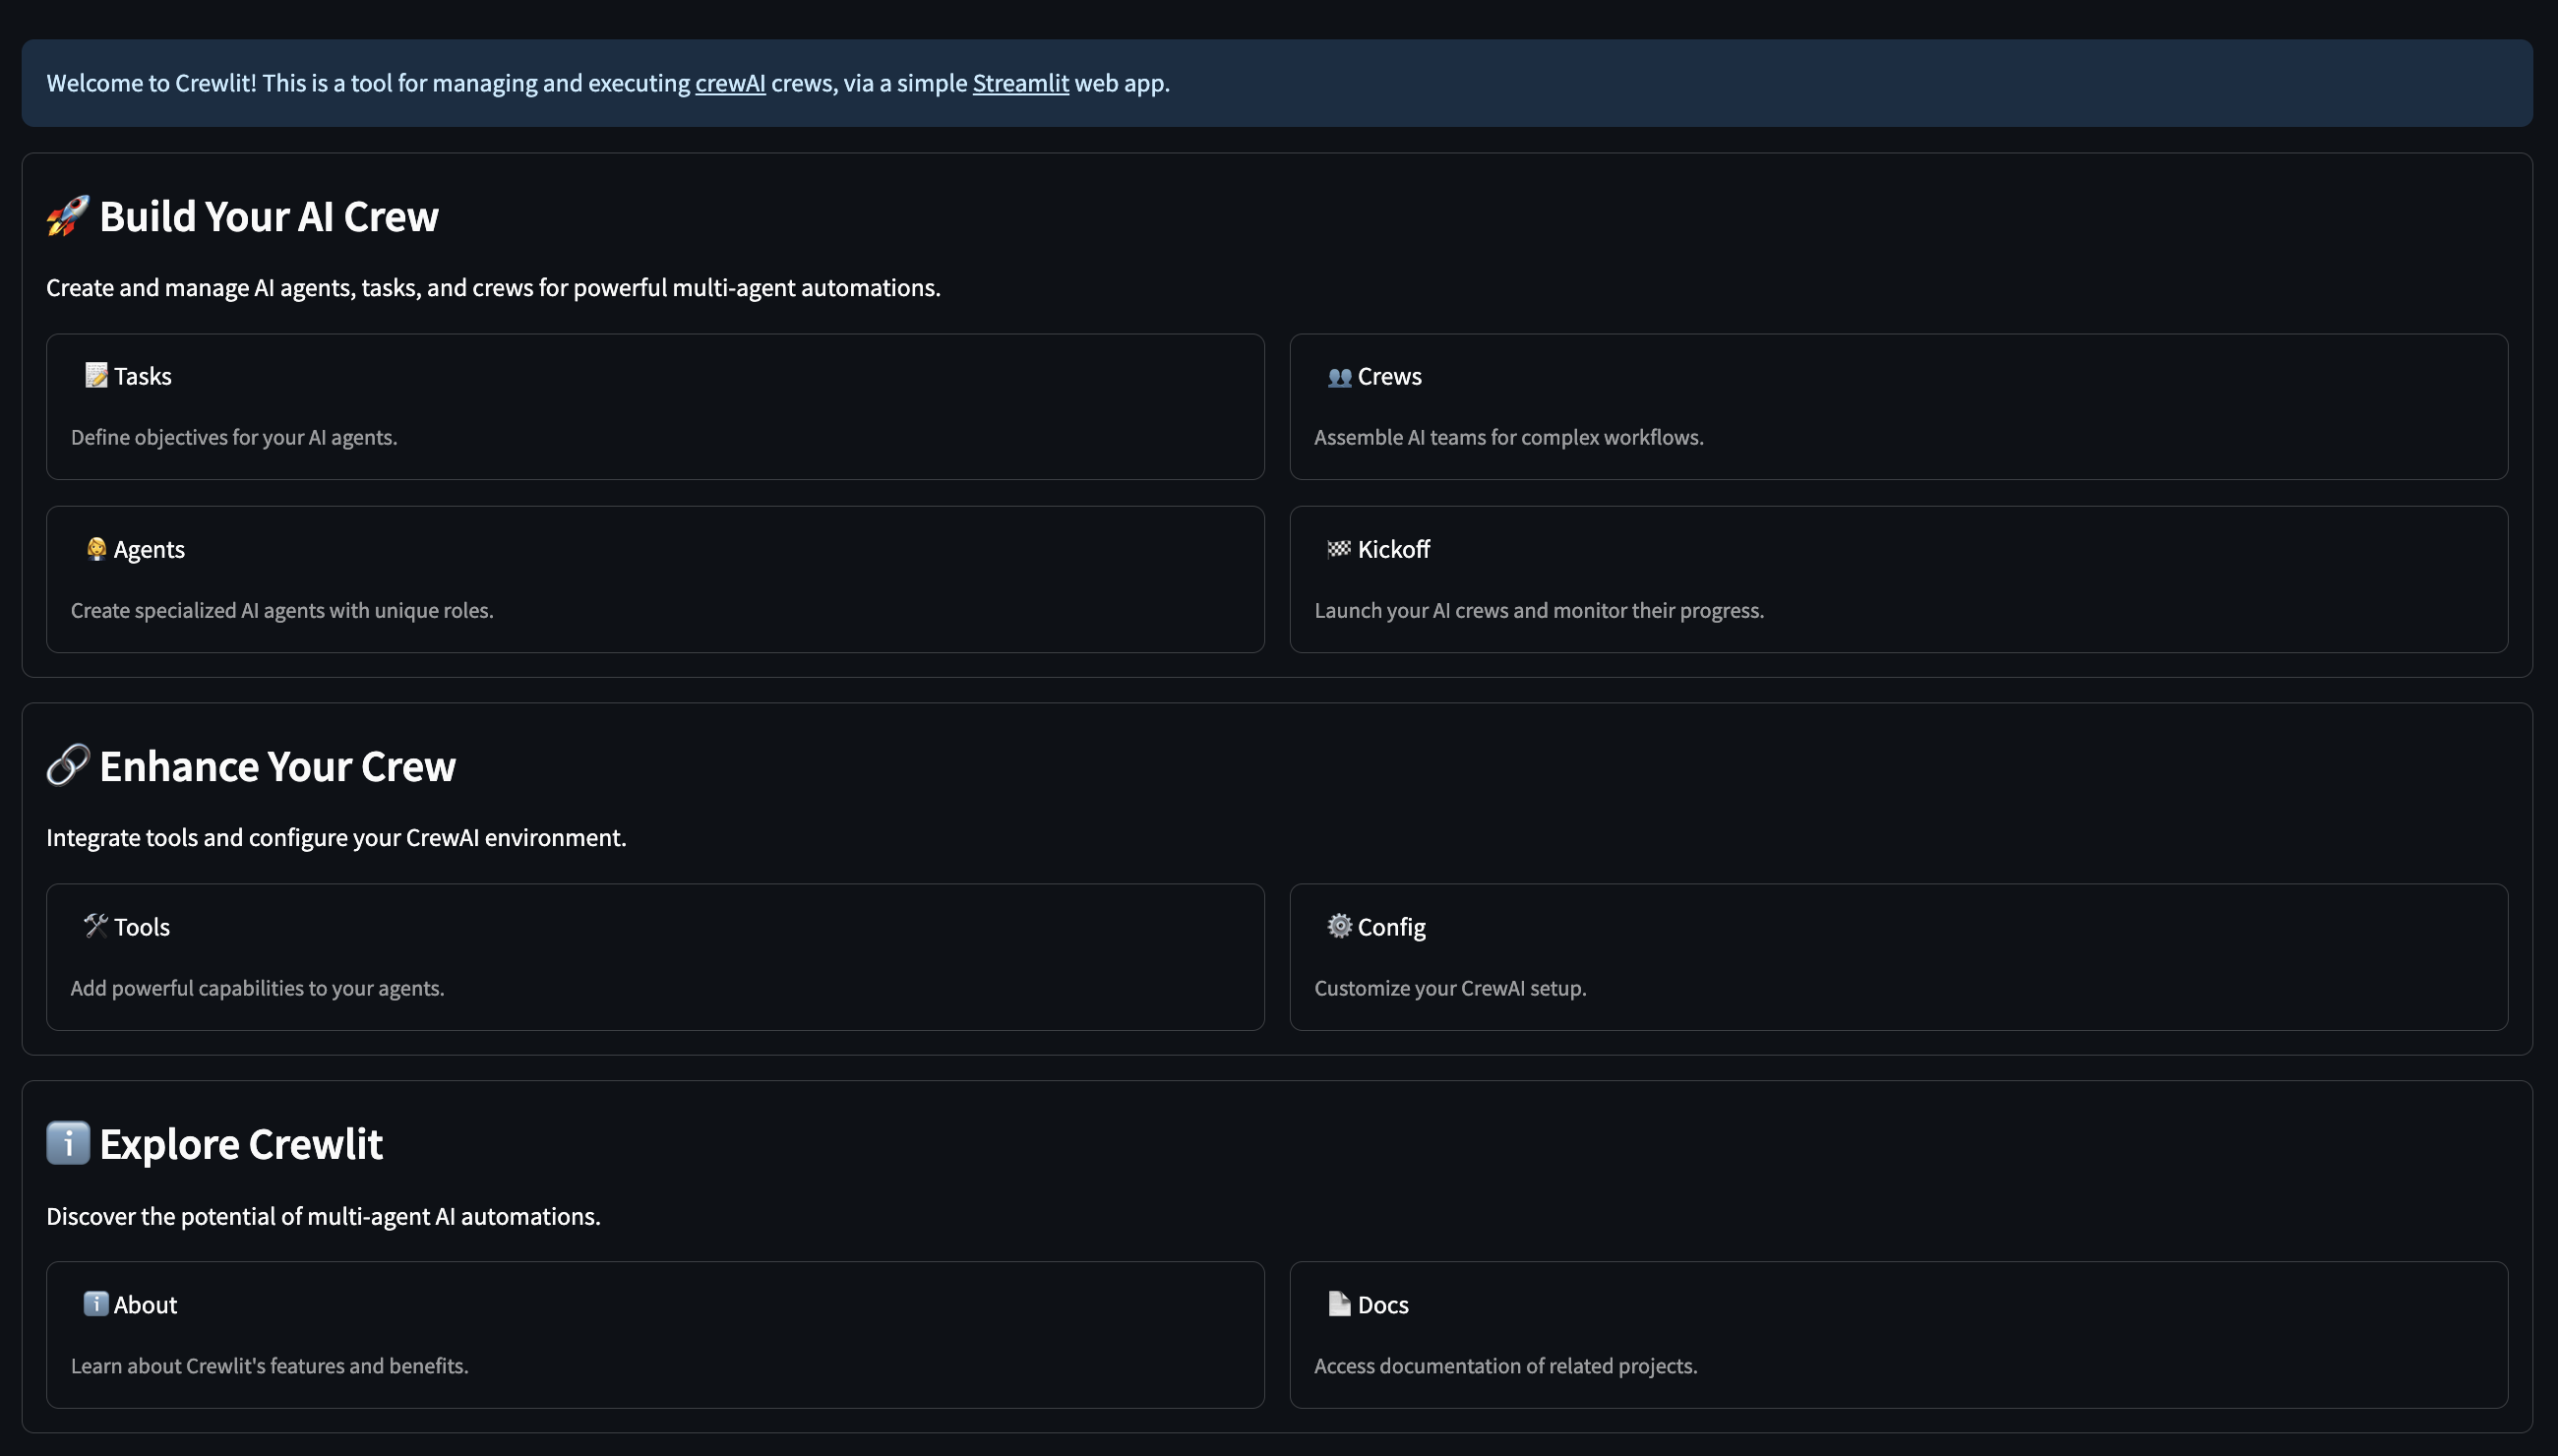 Welcome to Crewlit! This is a tool for managing and executing crewAI crews, via a simple Streamlit web app.
🚀 Build Your AI Crew
Create and manage AI agents, tasks, and crews for powerful multi-agent automations.
📝 Tasks
Define objectives for your AI agents.
👥 Crews
Assemble AI teams for complex workflows.
👩‍💼 Agents
Create specialized AI agents with unique roles.
🏁 Kickoff
Launch your AI crews and monitor their progress.
🔗 Enhance Your Crew
Integrate tools and configure your CrewAI environment.
🛠️ Tools
Add powerful capabilities to your agents.
⚙️ Config
Customize your CrewAI setup.
ℹ️ Explore Crewlit
Discover the potential of multi-agent AI automations.
ℹ️ About
Learn about Crewlit's features and benefits.
📄 Docs
Access documentation of related projects.